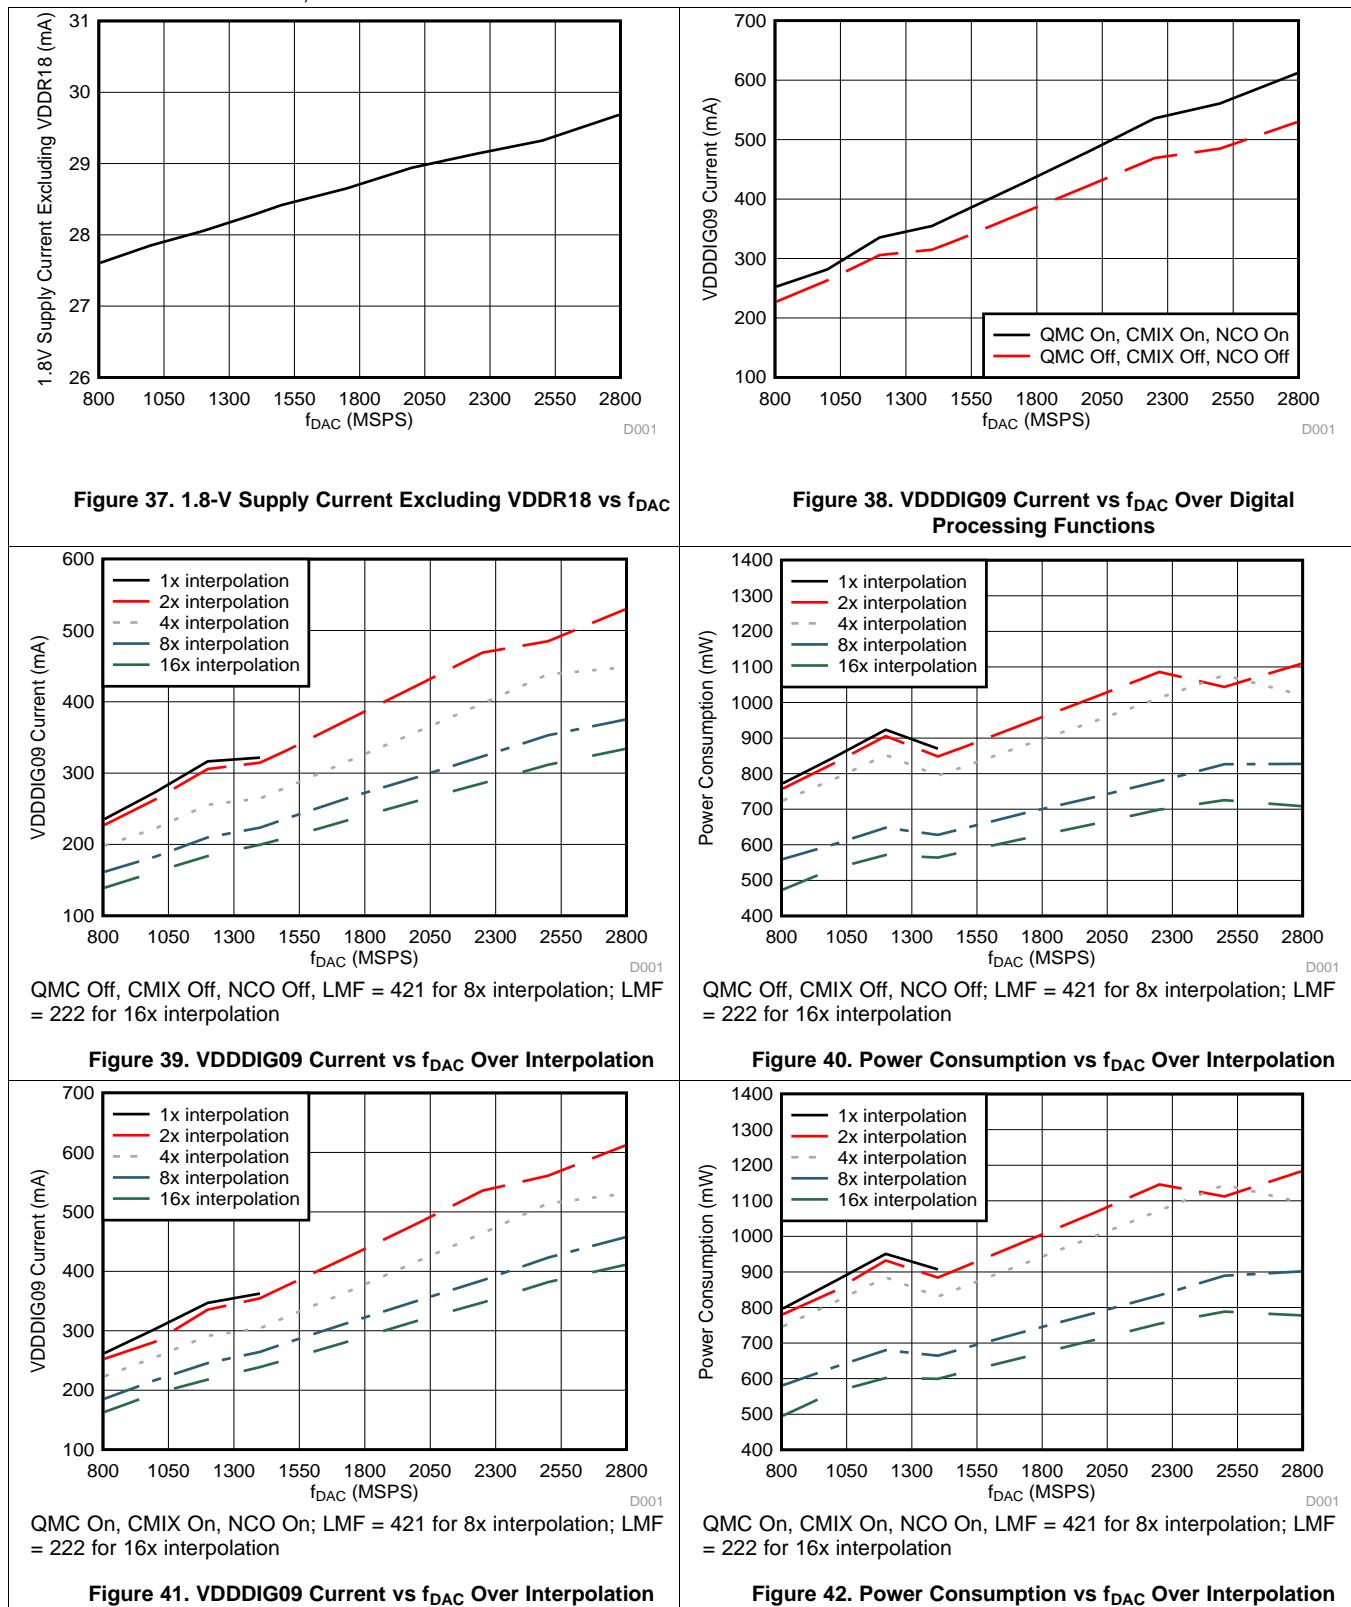 1.8V Supply Current Excluding VDDR18 (mA)
31
30
29
28
27
26
800 1050 1300 1550 1800 2050 2300 2550 2800
fDAC (MSPS)
D001
Figure 37. 1.8-V Supply Current Excluding VDDR18 vs fDAC
VDDDIG09 Current (mA)
700
600
500
400
300
200
100
QMC On, CMIX On, NCO On
QMC Off, CMIX Off, NCO Off
800 1050 1300 1550 1800 2050 2300 2550 2800
fDAC (MSPS)
D001
Figure 38. VDDDIG09 Current vs fDAC Over Digital
Processing Functions
VDDDIG09 Current (mA)
600
500
400
300
200
100
1x interpolation
2x interpolation
4x interpolation
8x interpolation
16x interpolation
800 1050 1300 1550 1800 2050 2300 2550 2800
fDAC (MSPS)
D001
QMC Off, CMIX Off, NCO Off, LMF = 421 for 8x interpolation; LMF
= 222 for 16x interpolation
Figure 39. VDDDIG09 Current vs fDAC Over Interpolation
Power Consumption (mW)
1400
1300
1200
1100
1000
900
800
700
600
500
400
1x interpolation
2x interpolation
4x interpolation
8x interpolation
16x interpolation
800 1050 1300 1550 1800 2050 2300 2550 2800
fDAC (MSPS)
D001
QMC Off, CMIX Off, NCO Off; LMF = 421 for 8x interpolation; LMF
= 222 for 16x interpolation
Figure 40. Power Consumption vs fDAC Over Interpolation
VDDDIG09 Current (mA)
700
600
500
400
300
200
100
1x interpolation
2x interpolation
4x interpolation
8x interpolation
16x interpolation
800 1050 1300 1550 1800 2050 2300 2550 2800
fDAC (MSPS)
D001
QMC On, CMIX On, NCO On; LMF = 421 for 8x interpolation; LMF
= 222 for 16x interpolation
Figure 41. VDDDIG09 Current vs fDAC Over Interpolation
Power Consumption (mW)
1400
1300
1200
1100
1000
900
800
700
600
500
400
1x interpolation
2x interpolation
4x interpolation
8x interpolation
16x interpolation
800 1050 1300 1550 1800 2050 2300 2550 2800
fDAC (MSPS)
D001
QMC On, CMIX On, NCO On, LMF = 421 for 8x interpolation; LMF
= 222 for 16x interpolation
Figure 42. Power Consumption vs fDAC Over Interpolation